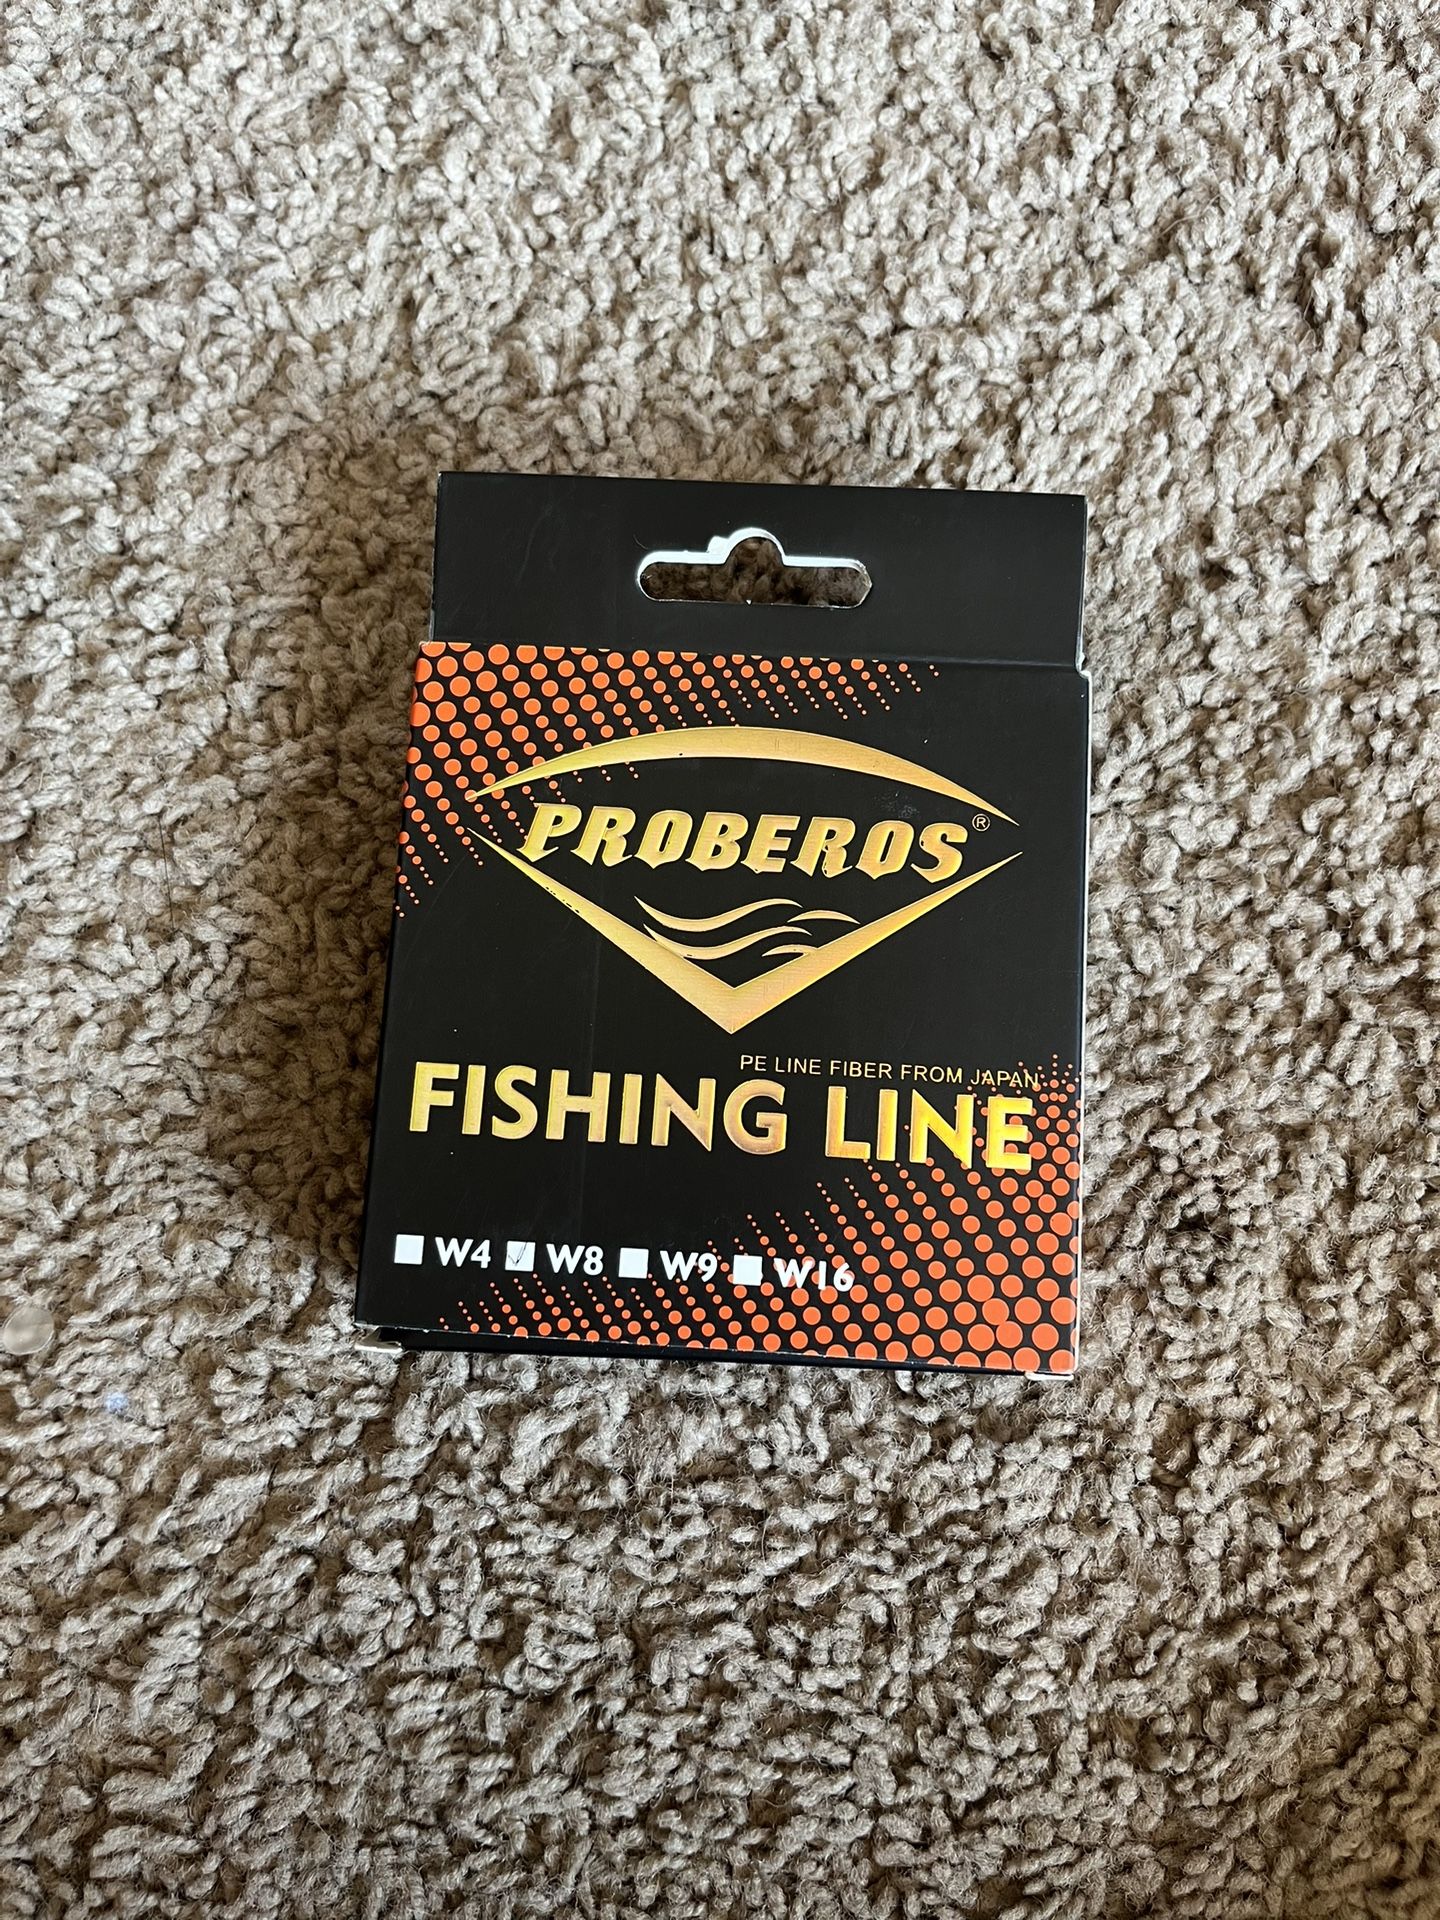 PROBEROS®
PE LINE FIBER FROM JAPAN
FISHING LINE
W4 W8 W9 W16